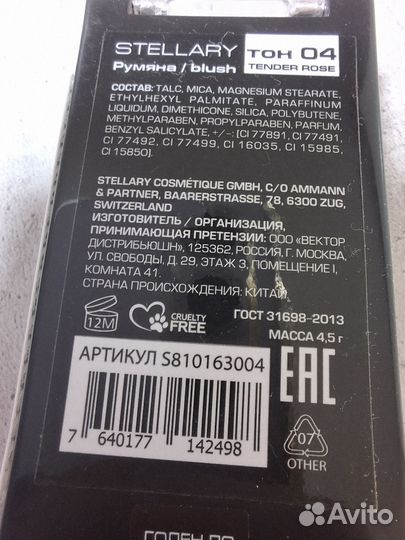 STELLARY
Румяна / blush
ТОН 04
TENDER ROSE
СОСТАВ: TALC, MICA, MAGNESIUM STEARATE,
ETHYLHEXYL PALMITATE, PARAFFINUM
LIQUIDUM, DIMETHICONE, SILICA, POLYBUTENE,
METHYLPARABEN, PROPYLPARABEN, PARFUM,
BENZYL SALICYLATE, +/–: [CI 77891, CI 77491,
CI 77492, CI 77499, CI 16035, CI 15985,
CI 15850].
STELLARY COSMÉTIQUE GMBH, C/O AMMANN
& PARTNER, BAARERSTRASSE, 78, 6300 ZUG,
SWITZERLAND
ИЗГОТОВИТЕЛЬ / ОРГАНИЗАЦИЯ,
ПРИНИМАЮЩАЯ ПРЕТЕНЗИИ: ООО «ВЕКТОР
ДИСТРИБЬЮШН», 125362, РОССИЯ, Г. МОСКВА,
УЛ. СВОБОДЫ, Д. 29, ЭТАЖ 3, ПОМЕЩЕНИЕ I,
КОМНАТА 41.
СТРАНА ПРОИСХОЖДЕНИЯ: КИТАЙ
12M
CRUELTY
FREE
ГОСТ 31698-2013
МАССА 4,5 г
АРТИКУЛ S810163004
EAC
7 640177 142498
07
OTHER
ГОДЕН ДО
Avito